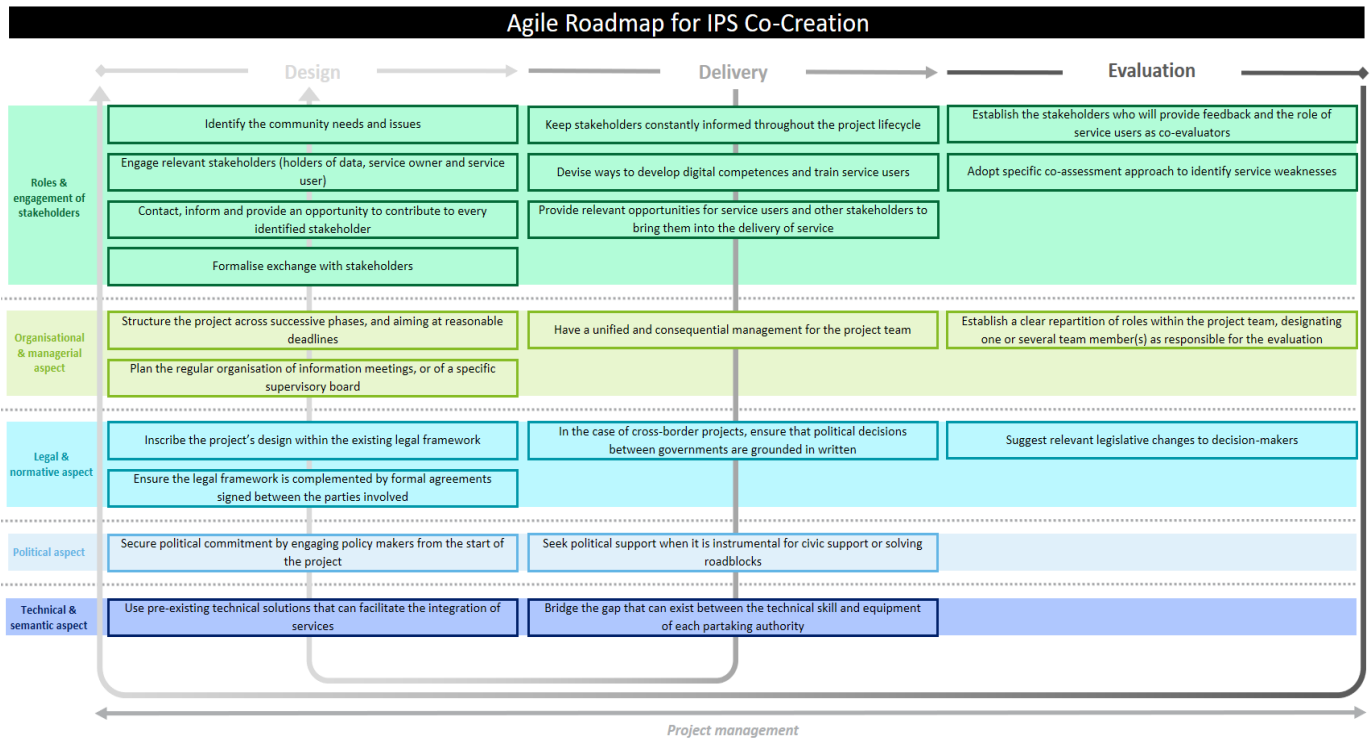 Agile Roadmap for IPS Co-Creation
Design
Delivery
Evaluation
Roles &
engagement of
stakeholders
Identify the community needs and issues
Keep stakeholders constantly informed throughout the project lifecycle
Establish the stakeholders who will provide feedback and the role of
service users as co-evaluators
Engage relevant stakeholders (holders of data, service owner and service
user)
Devise ways to develop digital competences and train service users
Adopt specific co-assessment approach to identify service weaknesses
Contact, inform and provide an opportunity to contribute to every
identified stakeholder
Provide relevant opportunities for service users and other stakeholders to
bring them into the delivery of service
Formalise exchange with stakeholders
Organisational
& managerial
aspect
Structure the project across successive phases, and aiming at reasonable
deadlines
Have a unified and consequential management for the project team
Establish a clear repartition of roles within the project team, designating
one or several team member(s) as responsible for the evaluation
Plan the regular organisation of information meetings, or of a specific
supervisory board
Legal &
normative aspect
Inscribe the project's design within the existing legal framework
In the case of cross-border projects, ensure that political decisions
between governments are grounded in written
Suggest relevant legislative changes to decision-makers
Ensure the legal framework is complemented by formal agreements
signed between the parties involved
Political aspect
Secure political commitment by engaging policy makers from the start of
the project
Seek political support when it is instrumental for civic support or solving
roadblocks
Technical &
semantic aspect
Use pre-existing technical solutions that can facilitate the integration of
services
Bridge the gap that can exist between the technical skill and equipment
of each partaking authority
Project management